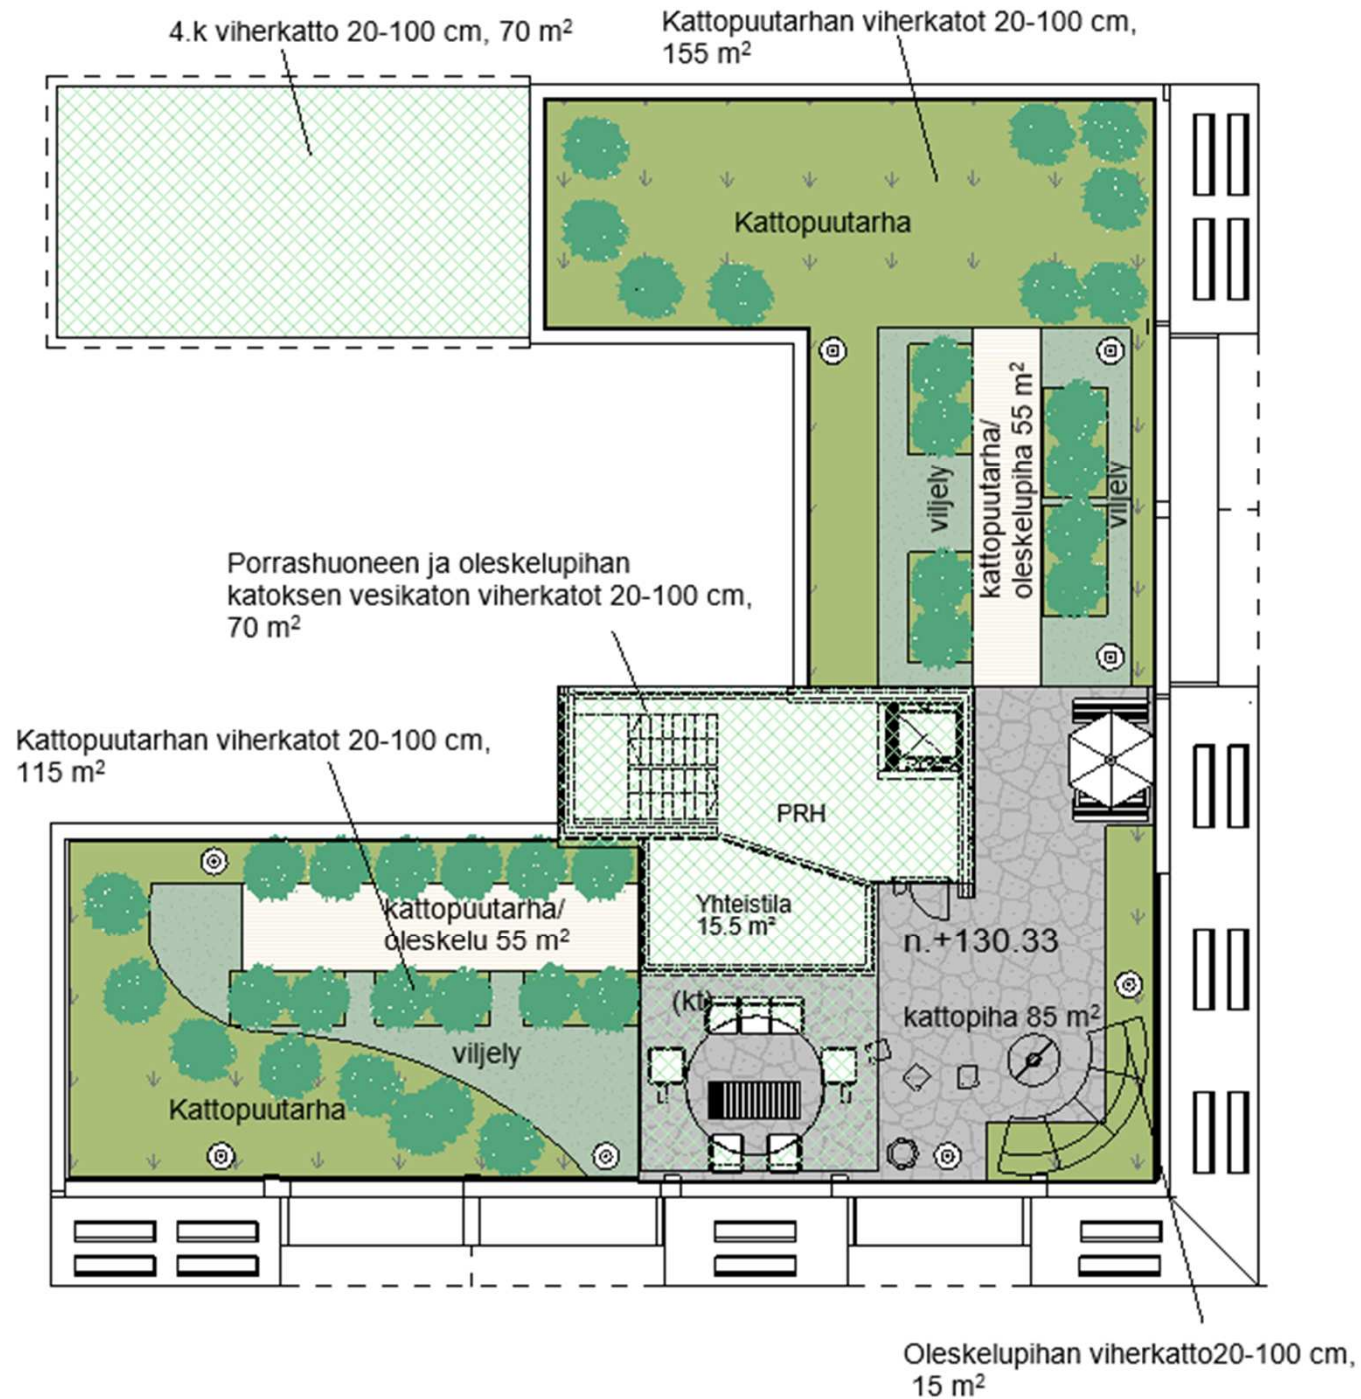 4.k viherkatto 20-100 cm, 70 m²
Kattopuutarhan viherkatot 20-100 cm,
155 m²
Kattopuutarha
kattopuutarha/
oleskelupiha 55 m²
viljely
viljely
Porrashuoneen ja oleskelupihan
katoksen vesikaton viherkatot 20-100 cm,
70 m²
Kattopuutarhan viherkatot 20-100 cm,
115 m²
PRH
Yhteistila
15.5 m²
kattopuutarha/
oleskelu 55 m²
n.+130.33
(kt)
kattopiha 85 m²
viljely
Kattopuutarha
Oleskelupihan viherkatto20-100 cm,
15 m²